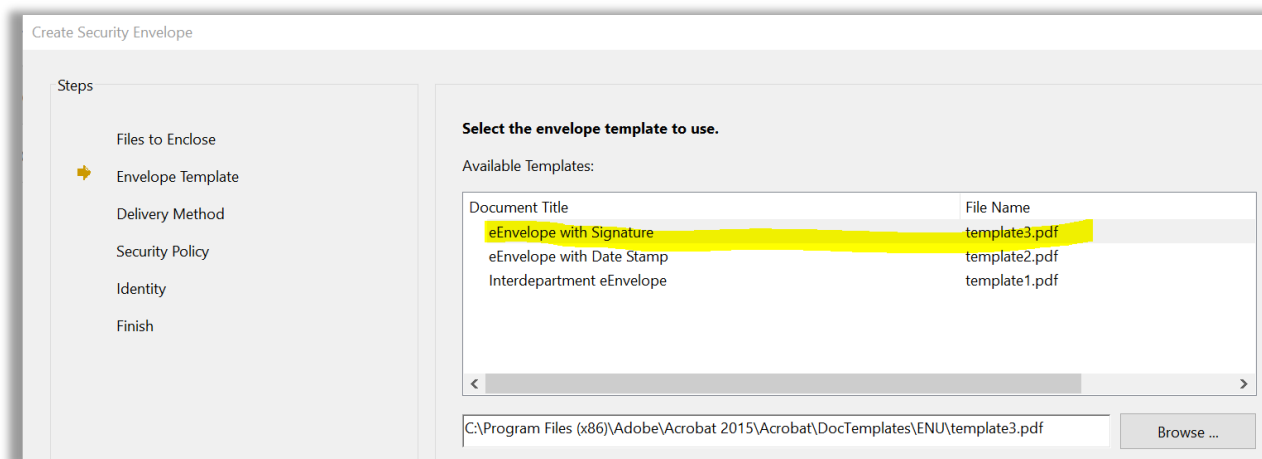 Create Security Envelope
Steps
Files to Enclose
Envelope Template
Delivery Method
Security Policy
Identity
Finish
Select the envelope template to use.
Available Templates:
Document Title File Name
eEnvelope with Signature template3.pdf
eEnvelope with Date Stamp template2.pdf
Interdepartment eEnvelope template1.pdf
C:\Program Files (x86)\Adobe\Acrobat 2015\Acrobat\DocTemplates\ENU\template3.pdf
Browse ...